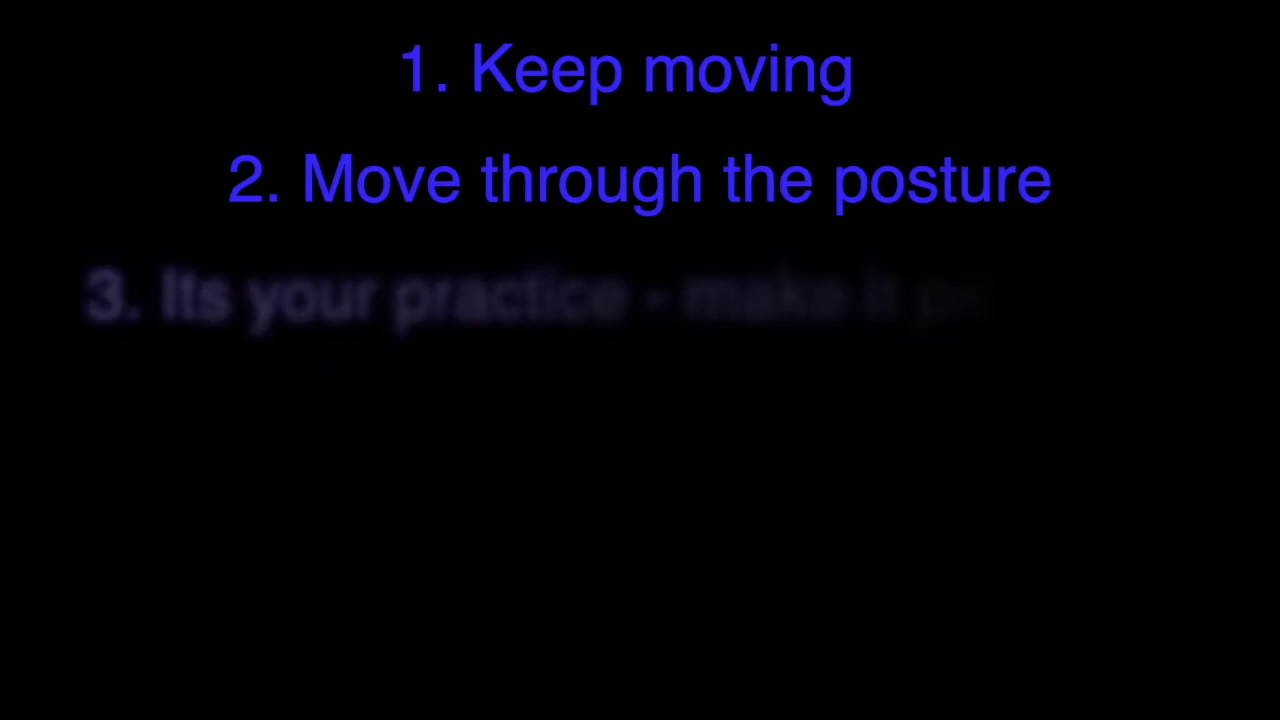 1. Keep moving
2. Move through the posture
3. Its your practice - make it